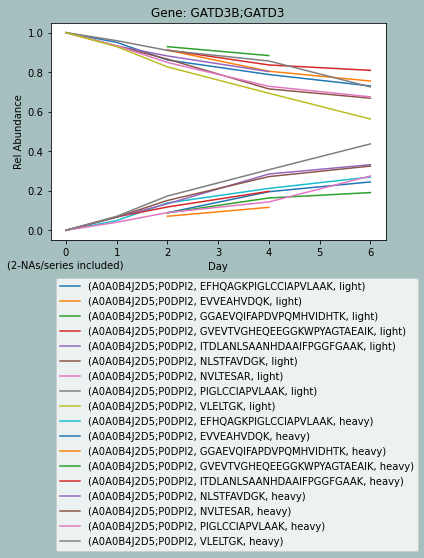 Gene: GATD3B;GATD3
Rel Abundance
1.0
0.8
0.6
0.4
0.2
0.0
0 1 2 3 4 5 6
(2-NAs/series included)
Day
(A0A0B4J2D5;P0DPI2, EFHQAGKPIGLCCIAPVLAAK, light)
(A0A0B4J2D5;P0DPI2, EVVEAHVDQK, light)
(A0A0B4J2D5;P0DPI2, GGAEVQIFAPDVPQMHVIDHTK, light)
(A0A0B4J2D5;P0DPI2, GVEVTVGHEQEEGGKWPYAGTAEAIK, light)
(A0A0B4J2D5;P0DPI2, ITDLANLSAANHDAAIFPGGFGAAK, light)
(A0A0B4J2D5;P0DPI2, NLSTFAVDGK, light)
(A0A0B4J2D5;P0DPI2, NVLTESAR, light)
(A0A0B4J2D5;P0DPI2, PIGLCCIAPVLAAK, light)
(A0A0B4J2D5;P0DPI2, VLELTGK, light)
(A0A0B4J2D5;P0DPI2, EFHQAGKPIGLCCIAPVLAAK, heavy)
(A0A0B4J2D5;P0DPI2, EVVEAHVDQK, heavy)
(A0A0B4J2D5;P0DPI2, GGAEVQIFAPDVPQMHVIDHTK, heavy)
(A0A0B4J2D5;P0DPI2, GVEVTVGHEQEEGGKWPYAGTAEAIK, heavy)
(A0A0B4J2D5;P0DPI2, ITDLANLSAANHDAAIFPGGFGAAK, heavy)
(A0A0B4J2D5;P0DPI2, NLSTFAVDGK, heavy)
(A0A0B4J2D5;P0DPI2, NVLTESAR, heavy)
(A0A0B4J2D5;P0DPI2, PIGLCCIAPVLAAK, heavy)
(A0A0B4J2D5;P0DPI2, VLELTGK, heavy)